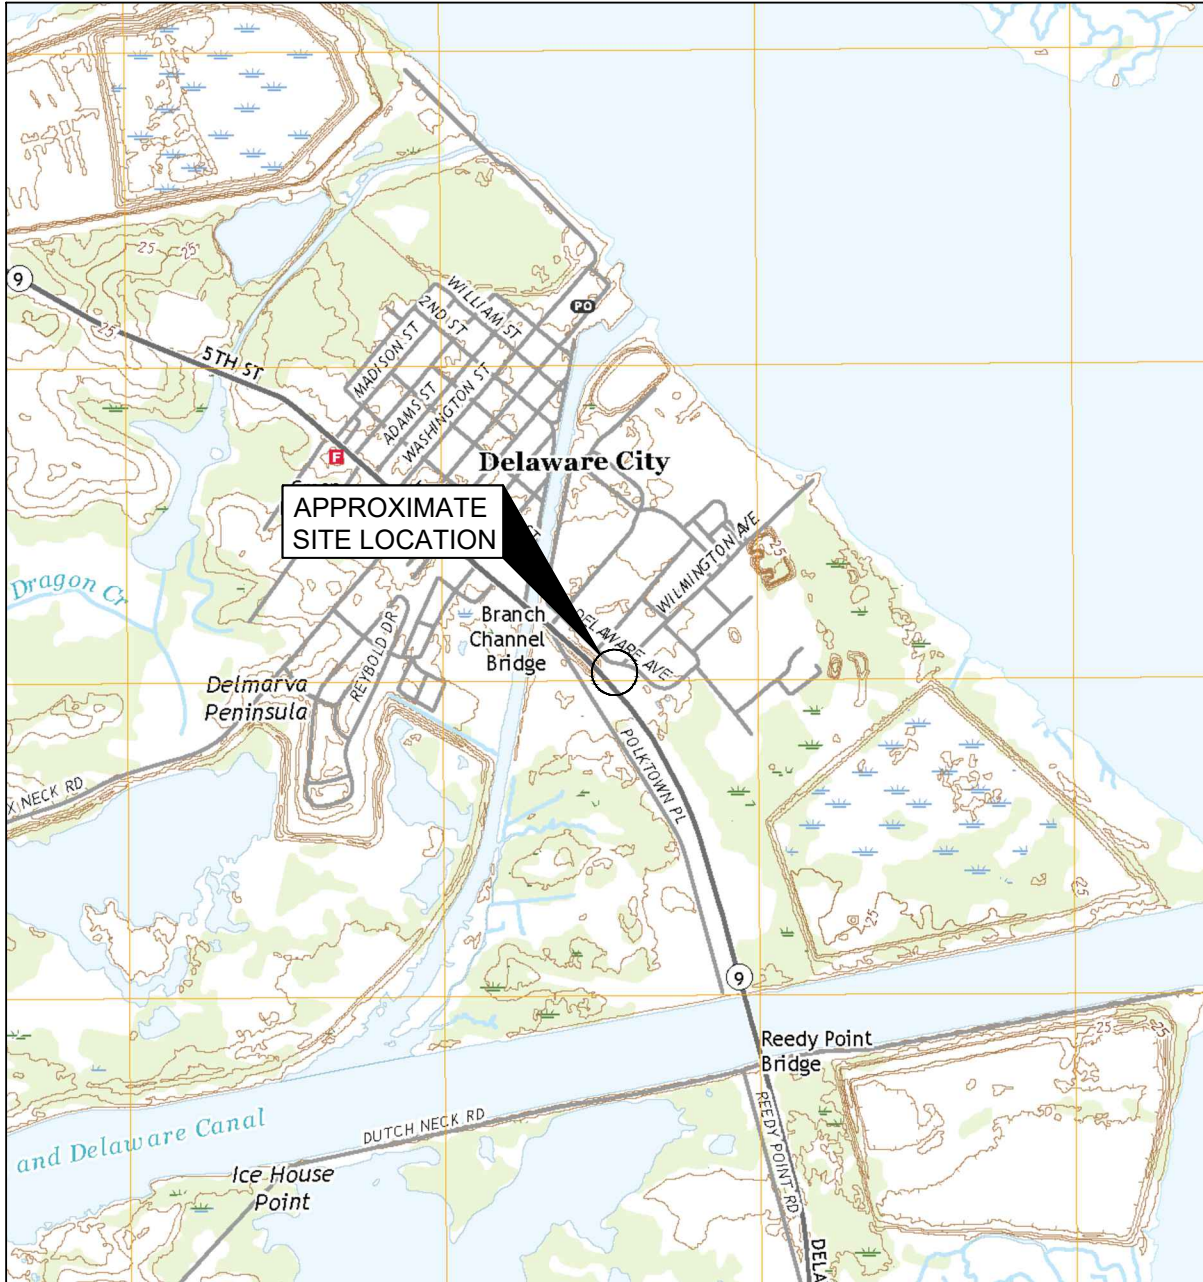 9
25
25
25
5TH ST
WILLIAM ST
2ND ST
MADISON ST
ADAMS ST
WASHINGTON ST
PO
F
Delaware City
APPROXIMATE
SITE LOCATION
ST
WILMINGTON AVE
25
DELAWARE AVE
Dragon Cr
Branch
Channel
Bridge
REYBOLD DR
Delmarva
Peninsula
X NECK RD
POLKTOWN PL
25
25
9
Reedy Point
Bridge
25
25
and Delaware Canal
DUTCH NECK RD
REEDY POINT RD
Ice House
Point
DELA